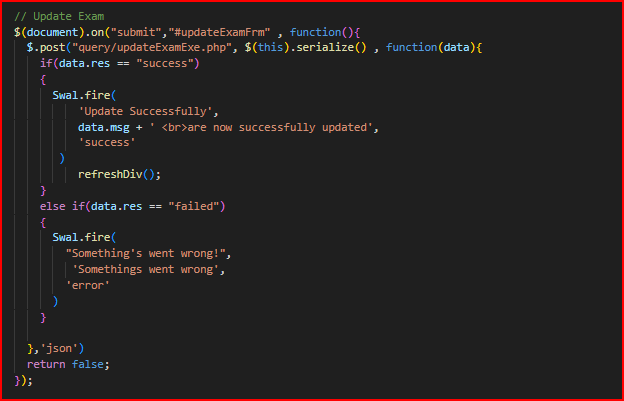 // Update Exam
$(document).on("submit","#updateExamFrm" , function(){
  $.post("query/updateExamExe.php", $(this).serialize() , function(data){
    if(data.res == "success")
    {
      Swal.fire(
          'Update Successfully',
          data.msg + ' <br>are now successfully updated',
          'success'
       )
          refreshDiv();
    }
    else if(data.res == "failed")
    {
      Swal.fire(
        "Something's went wrong!",
         'Somethings went wrong',
        'error'
      )
    }

  },'json')
  return false;
});